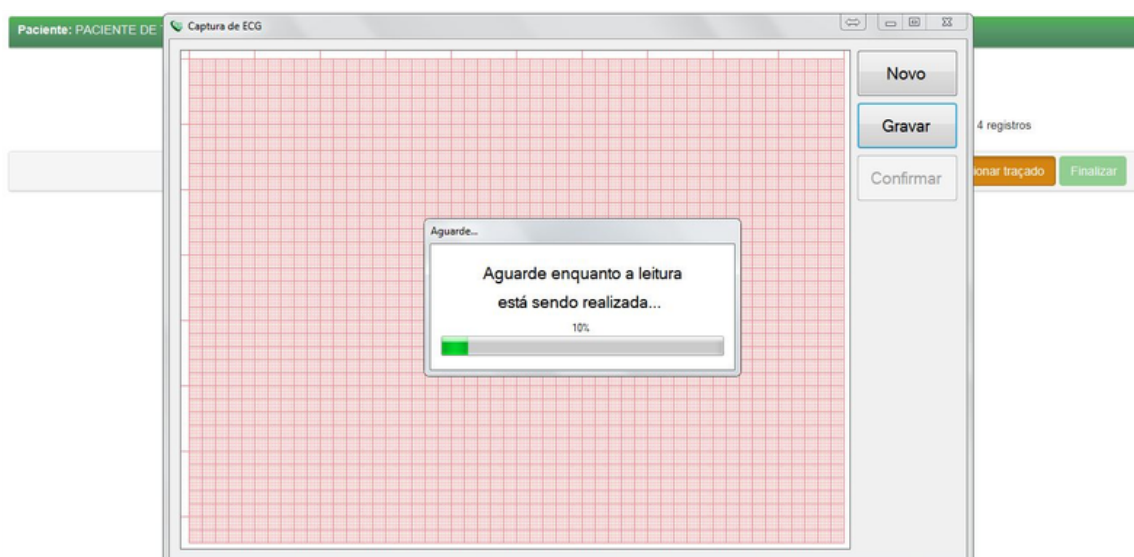 Paciente: PACIENTE DE
Captura de ECG
Novo
Gravar
4 registros
Confirmar
traçado
Finalizar
Aguarde...
Aguarde enquanto a leitura
está sendo realizada...
10%